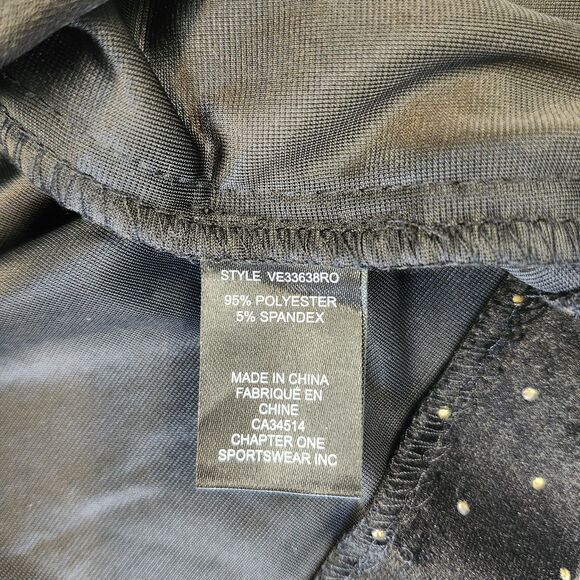 STYLE VE33638RO
95% POLYESTER
5% SPANDEX
MADE IN CHINA
FABRIQUÉ EN
CHINE
CA34514
CHAPTER ONE
SPORTSWEAR INC